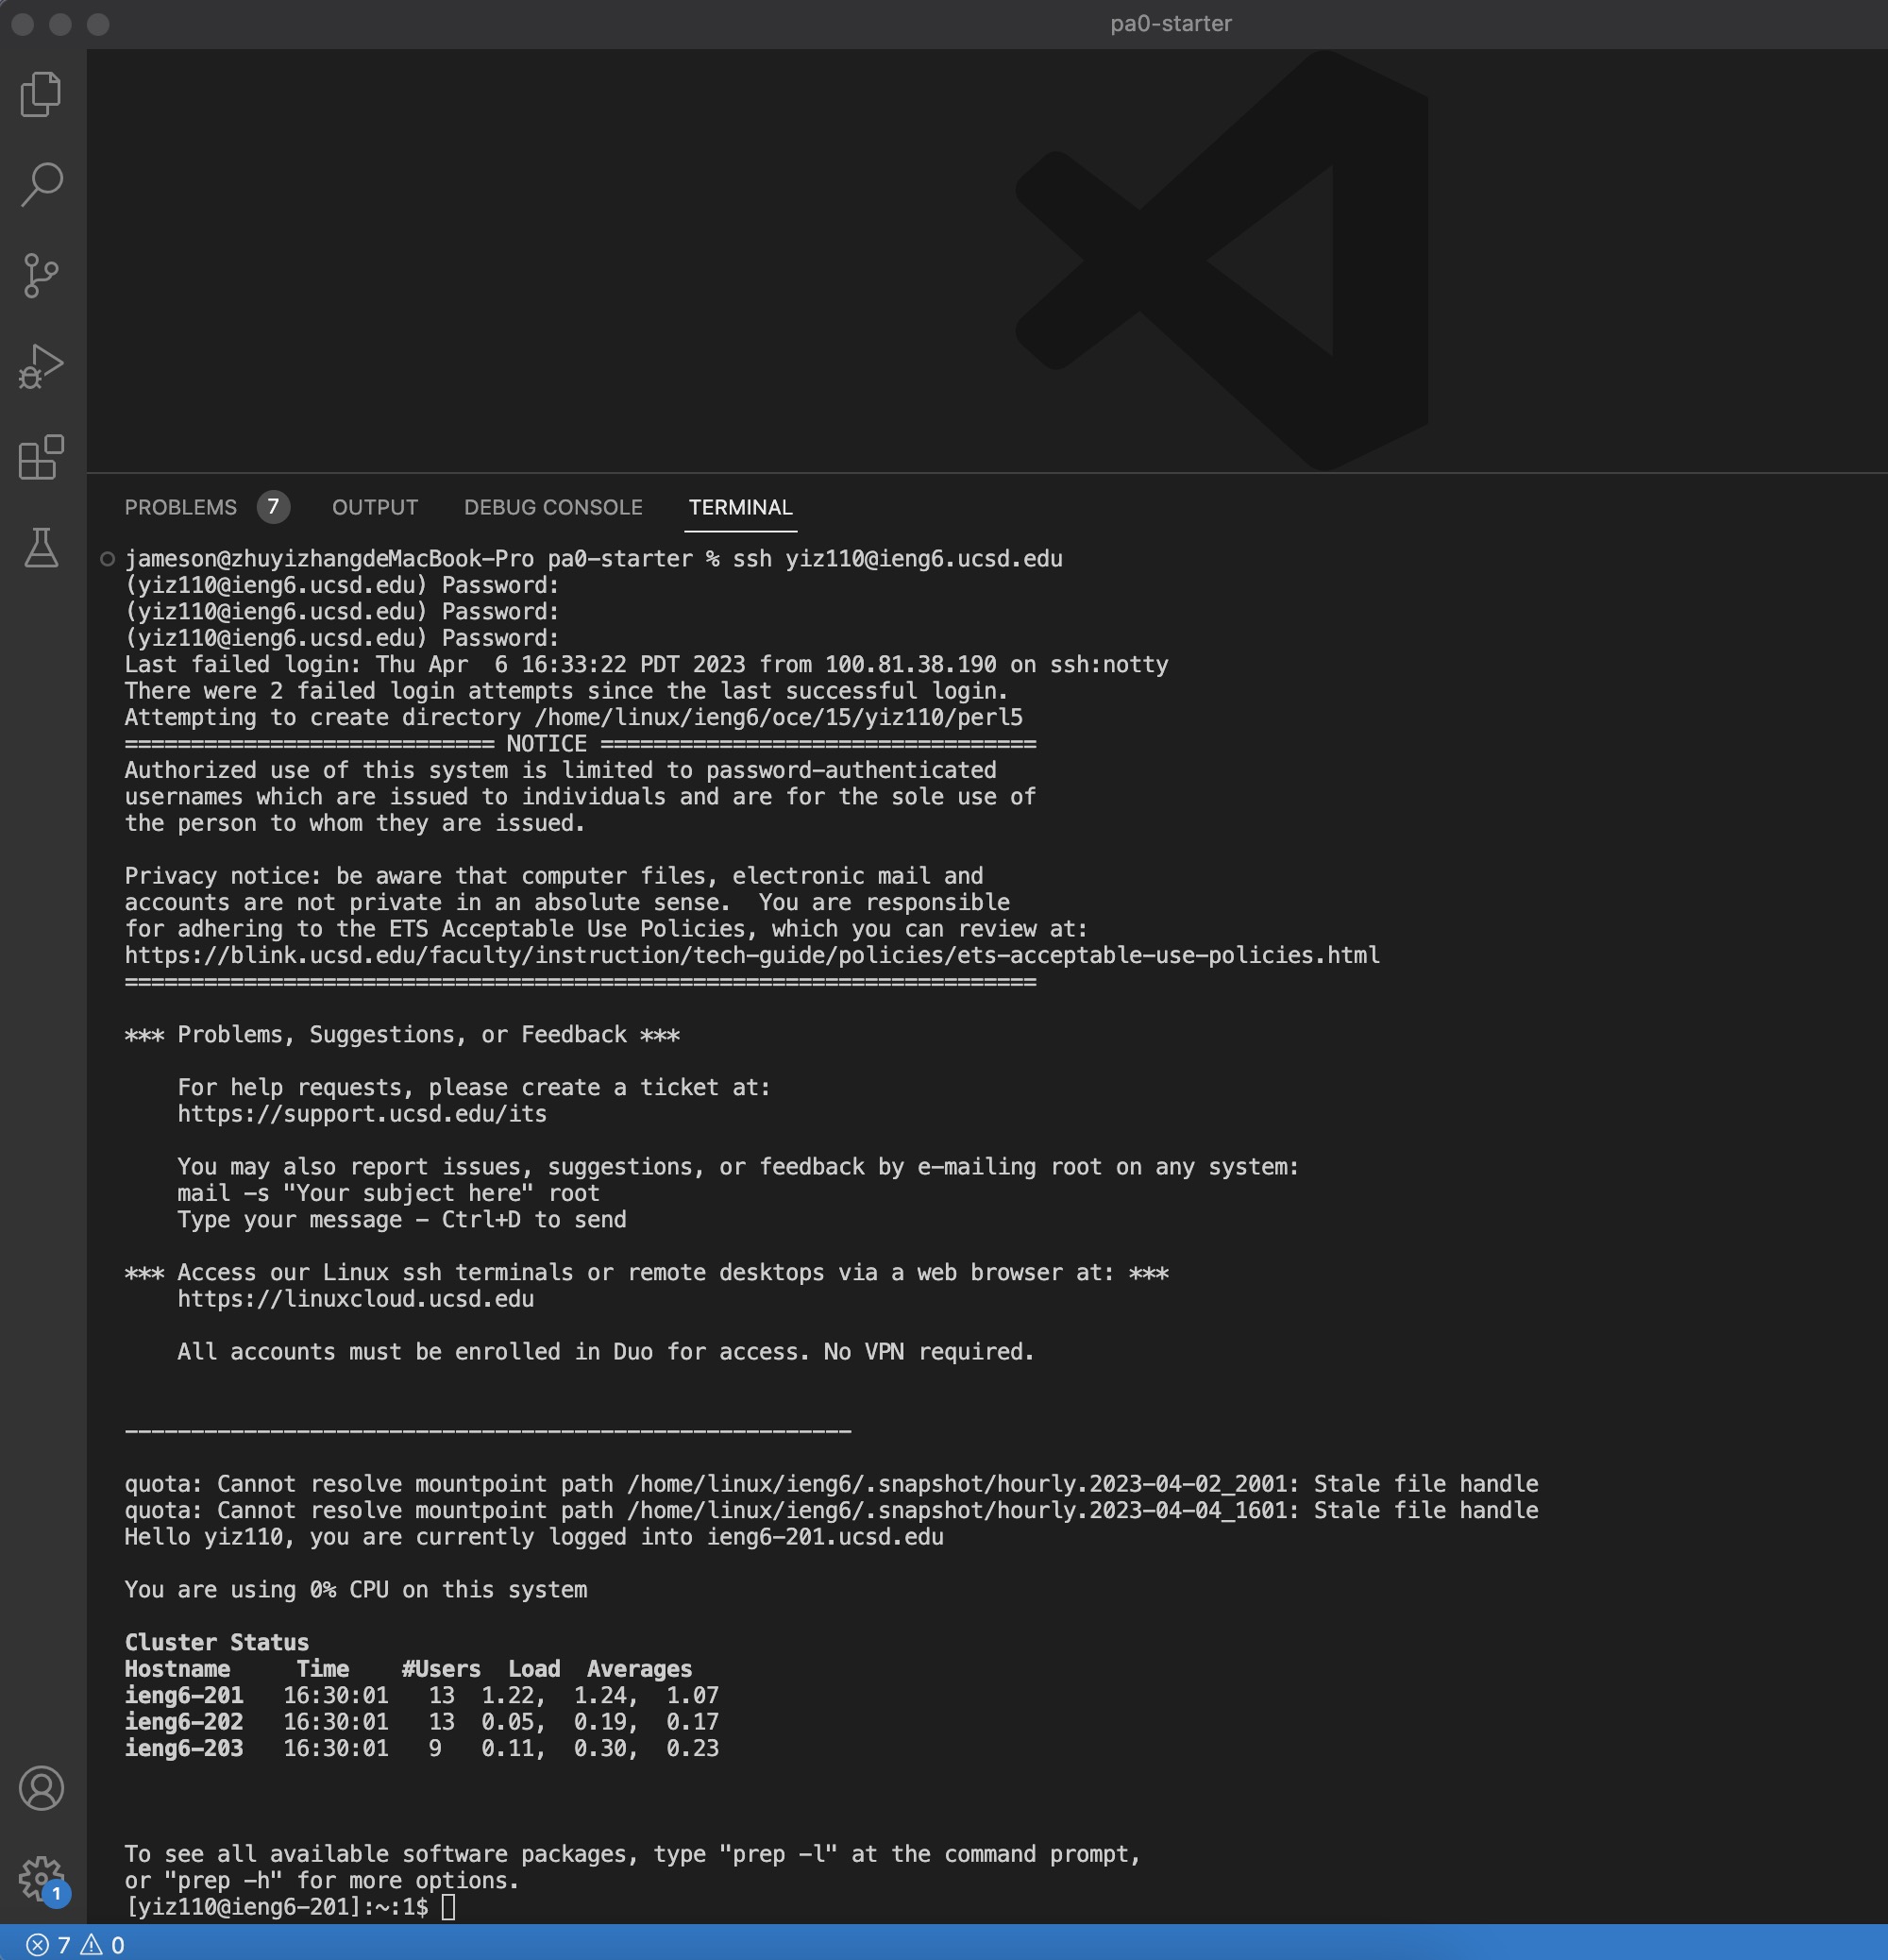 pa0-starter
PROBLEMS 7 OUTPUT DEBUG CONSOLE TERMINAL
jameson@zhuyizhangdeMacBook-Pro pa0-starter % ssh yiz110@ieng6.ucsd.edu
(yiz110@ieng6.ucsd.edu) Password:
(yiz110@ieng6.ucsd.edu) Password:
(yiz110@ieng6.ucsd.edu) Password:
Last failed login: Thu Apr  6 16:33:22 PDT 2023 from 100.81.38.190 on ssh:notty
There were 2 failed login attempts since the last successful login.
Attempting to create directory /home/linux/ieng6/oce/15/yiz110/perl5
============================ NOTICE =================================
Authorized use of this system is limited to password-authenticated
usernames which are issued to individuals and are for the sole use of
the person to whom they are issued.

Privacy notice: be aware that computer files, electronic mail and
accounts are not private in an absolute sense.  You are responsible
for adhering to the ETS Acceptable Use Policies, which you can review at:
https://blink.ucsd.edu/faculty/instruction/tech-guide/policies/ets-acceptable-use-policies.html
=====================================================================

*** Problems, Suggestions, or Feedback ***

    For help requests, please create a ticket at:
    https://support.ucsd.edu/its

    You may also report issues, suggestions, or feedback by e-mailing root on any system:
    mail -s "Your subject here" root
    Type your message - Ctrl+D to send

*** Access our Linux ssh terminals or remote desktops via a web browser at: ***
    https://linuxcloud.ucsd.edu

    All accounts must be enrolled in Duo for access. No VPN required.

-------------------------------------------------------

quota: Cannot resolve mountpoint path /home/linux/ieng6/.snapshot/hourly.2023-04-02_2001: Stale file handle
quota: Cannot resolve mountpoint path /home/linux/ieng6/.snapshot/hourly.2023-04-04_1601: Stale file handle
Hello yiz110, you are currently logged into ieng6-201.ucsd.edu

You are using 0% CPU on this system

Cluster Status
Hostname     Time    #Users  Load  Averages
ieng6-201   16:30:01   13  1.22,  1.24,  1.07
ieng6-202   16:30:01   13  0.05,  0.19,  0.17
ieng6-203   16:30:01   9   0.11,  0.30,  0.23

To see all available software packages, type "prep -l" at the command prompt,
or "prep -h" for more options.
[yiz110@ieng6-201]:~:1$
1
7 0